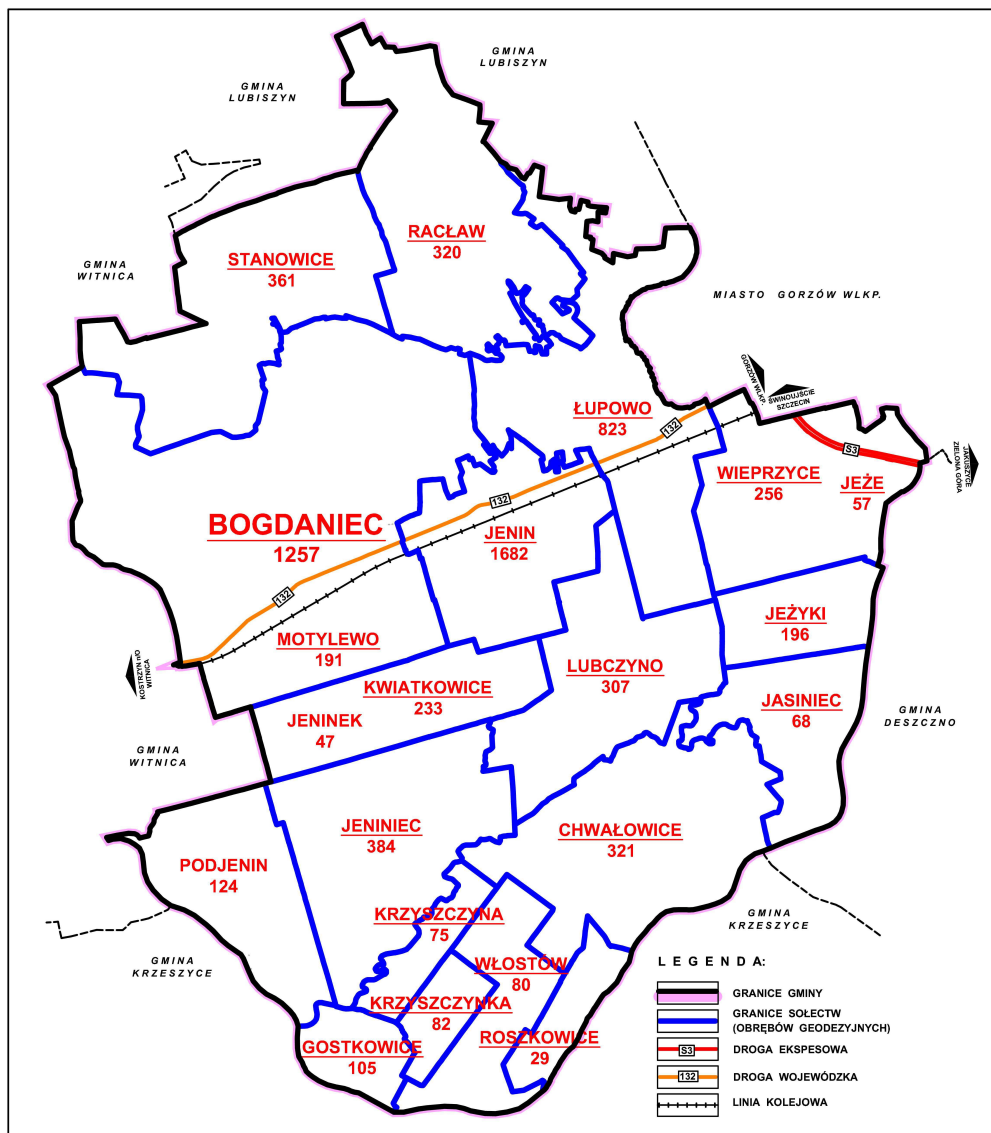 GMINA
LUBISZYN
GMINA
LUBISZYN
GMINA
WITNICA
RACŁAW
320
STANOWICE
361
MIASTO GORZÓW WLKP.
GORZÓW WLKP.
ŚWINOUJŚCIE
SZCZECIN
ŁUPOWO
823
132
S3
JAKUSZYCE
ZIELONA GÓRA
WIEPRZYCE
256
JEŻE
57
132
BOGDANIEC
1257
JENIN
1682
132
JEŻYKI
196
MOTYLEWO
191
KOSTRZYN n/O
WITNICA
LUBCZYNO
307
KWIATKOWICE
233
JENINEK
47
JASINIEC
68
GMINA
DESZCZNO
GMINA
WITNICA
JENINIEC
384
CHWAŁOWICE
321
PODJENIN
124
KRZYSZCZYNA
75
GMINA
KRZESZYCE
GMINA
KRZESZYCE
WŁOSTÓW
80
KRZYSZCZYNKA
82
GOSTKOWICE
105
ROSZKOWICE
29
LEGENDA:
GRANICE GMINY
GRANICE SOŁECTW
(OBRĘBÓW GEODEZYJNYCH)
S3 DROGA EKSPESOWA
132 DROGA WOJEWÓDZKA
LINIA KOLEJOWA